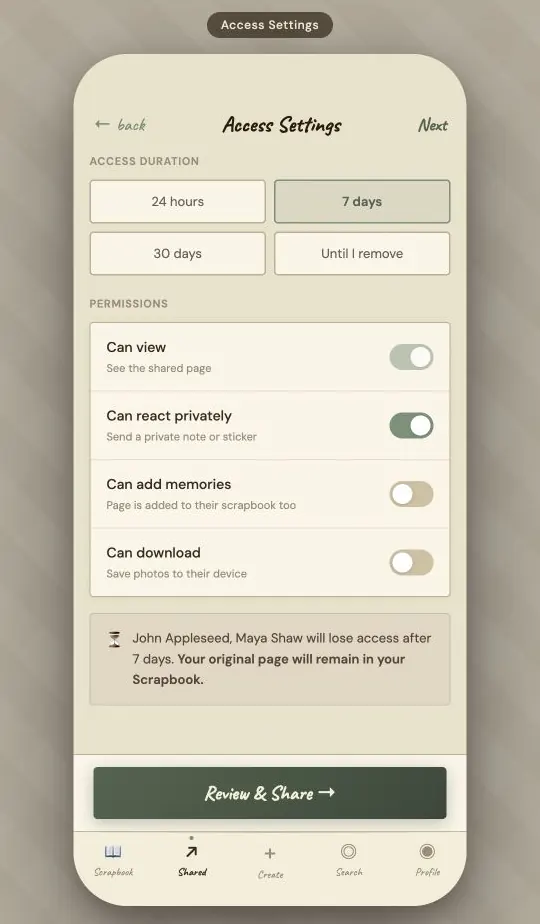 Access Settings
← back
Access Settings
Next
ACCESS DURATION
24 hours
7 days
30 days
Until I remove
PERMISSIONS
Can view
See the shared page
Can react privately
Send a private note or sticker
Can add memories
Page is added to their scrapbook too
Can download
Save photos to their device
John Appleseed, Maya Shaw will lose access after
7 days. Your original page will remain in your
Scrapbook.
Review & Share →
Scrapbook
Shared
Create
Search
Profile